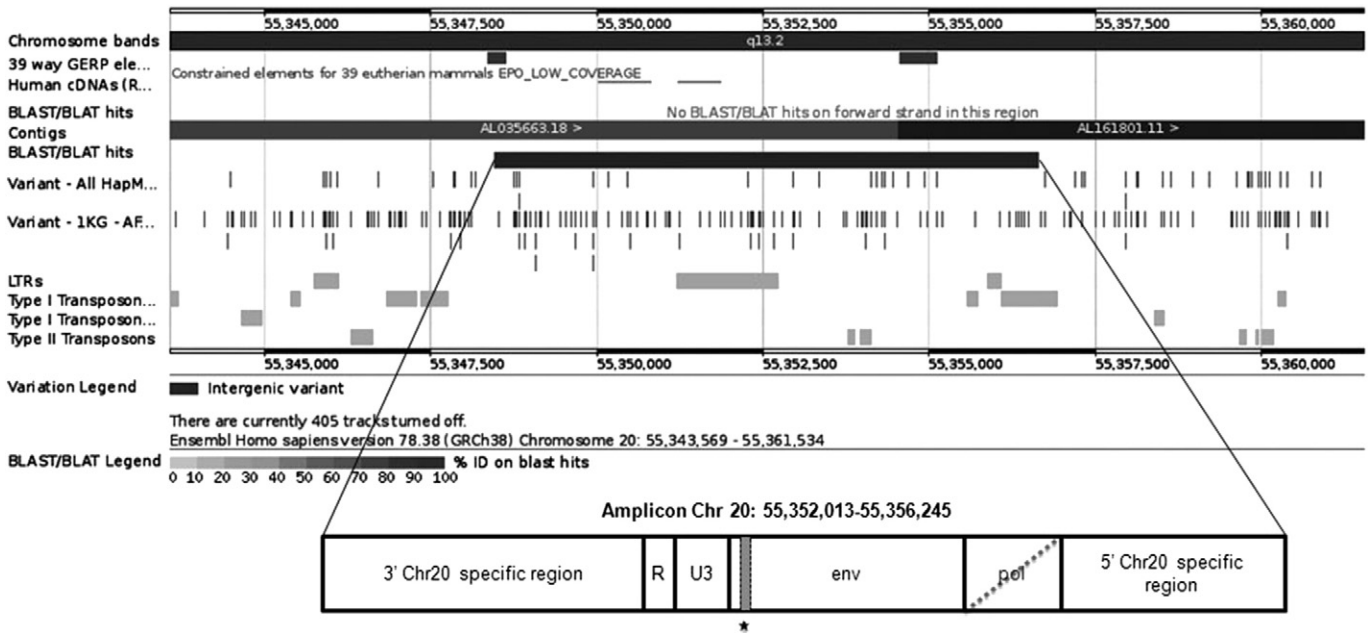 55,345,000 55,347,500 55,350,000 55,352,500 55,355,000 55,357,500 55,360,000
Chromosome bands q13.2
39 way GERP ele...
Constrained elements for 39 eutherian mammals EPO_LOW_COVERAGE
Human cDNAs (R...
BLAST/BLAT hits No BLAST/BLAT hits on forward strand in this region
Contigs AL035663.18 > AL161801.11 >
BLAST/BLAT hits
Variant - All HapM...
Variant - 1KG - AF...
LTRs
Type I Transposon...
Type I Transposon...
Type II Transposons
55,345,000 55,347,500 55,350,000 55,352,500 55,355,000 55,357,500 55,360,000
Variation Legend Intergenic variant
There are currently 405 tracks turned off.
Ensembl Homo sapiens version 78.38 (GRCh38) Chromosome 20: 55,343,569 - 55,361,534
BLAST/BLAT Legend % ID on blast hits
0 10 20 30 40 50 60 70 80 90 100
Amplicon Chr 20: 55,352,013-55,356,245
3' Chr20 specific region R U3 env pol 5' Chr20 specific region
*